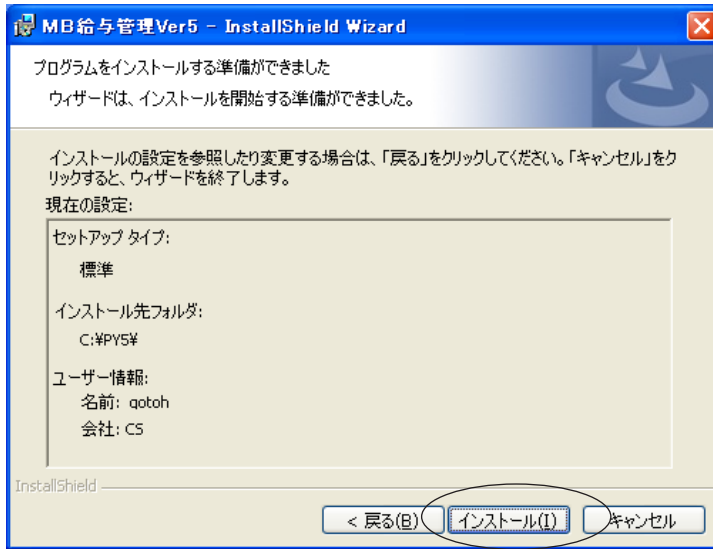 MB給与管理Ver5 - InstallShield Wizard
プログラムをインストールする準備ができました
ウィザードは、インストールを開始する準備ができました。
インストールの設定を参照したり変更する場合は、「戻る」をクリックしてください。「キャンセル」をク
リックすると、ウィザードを終了します。
現在の設定:
セットアップ タイプ:
標準
インストール先フォルダ:
C:¥PY5¥
ユーザー情報:
名前: gotoh
会社: CS
InstallShield
< 戻る(B)
インストール(I)
キャンセル